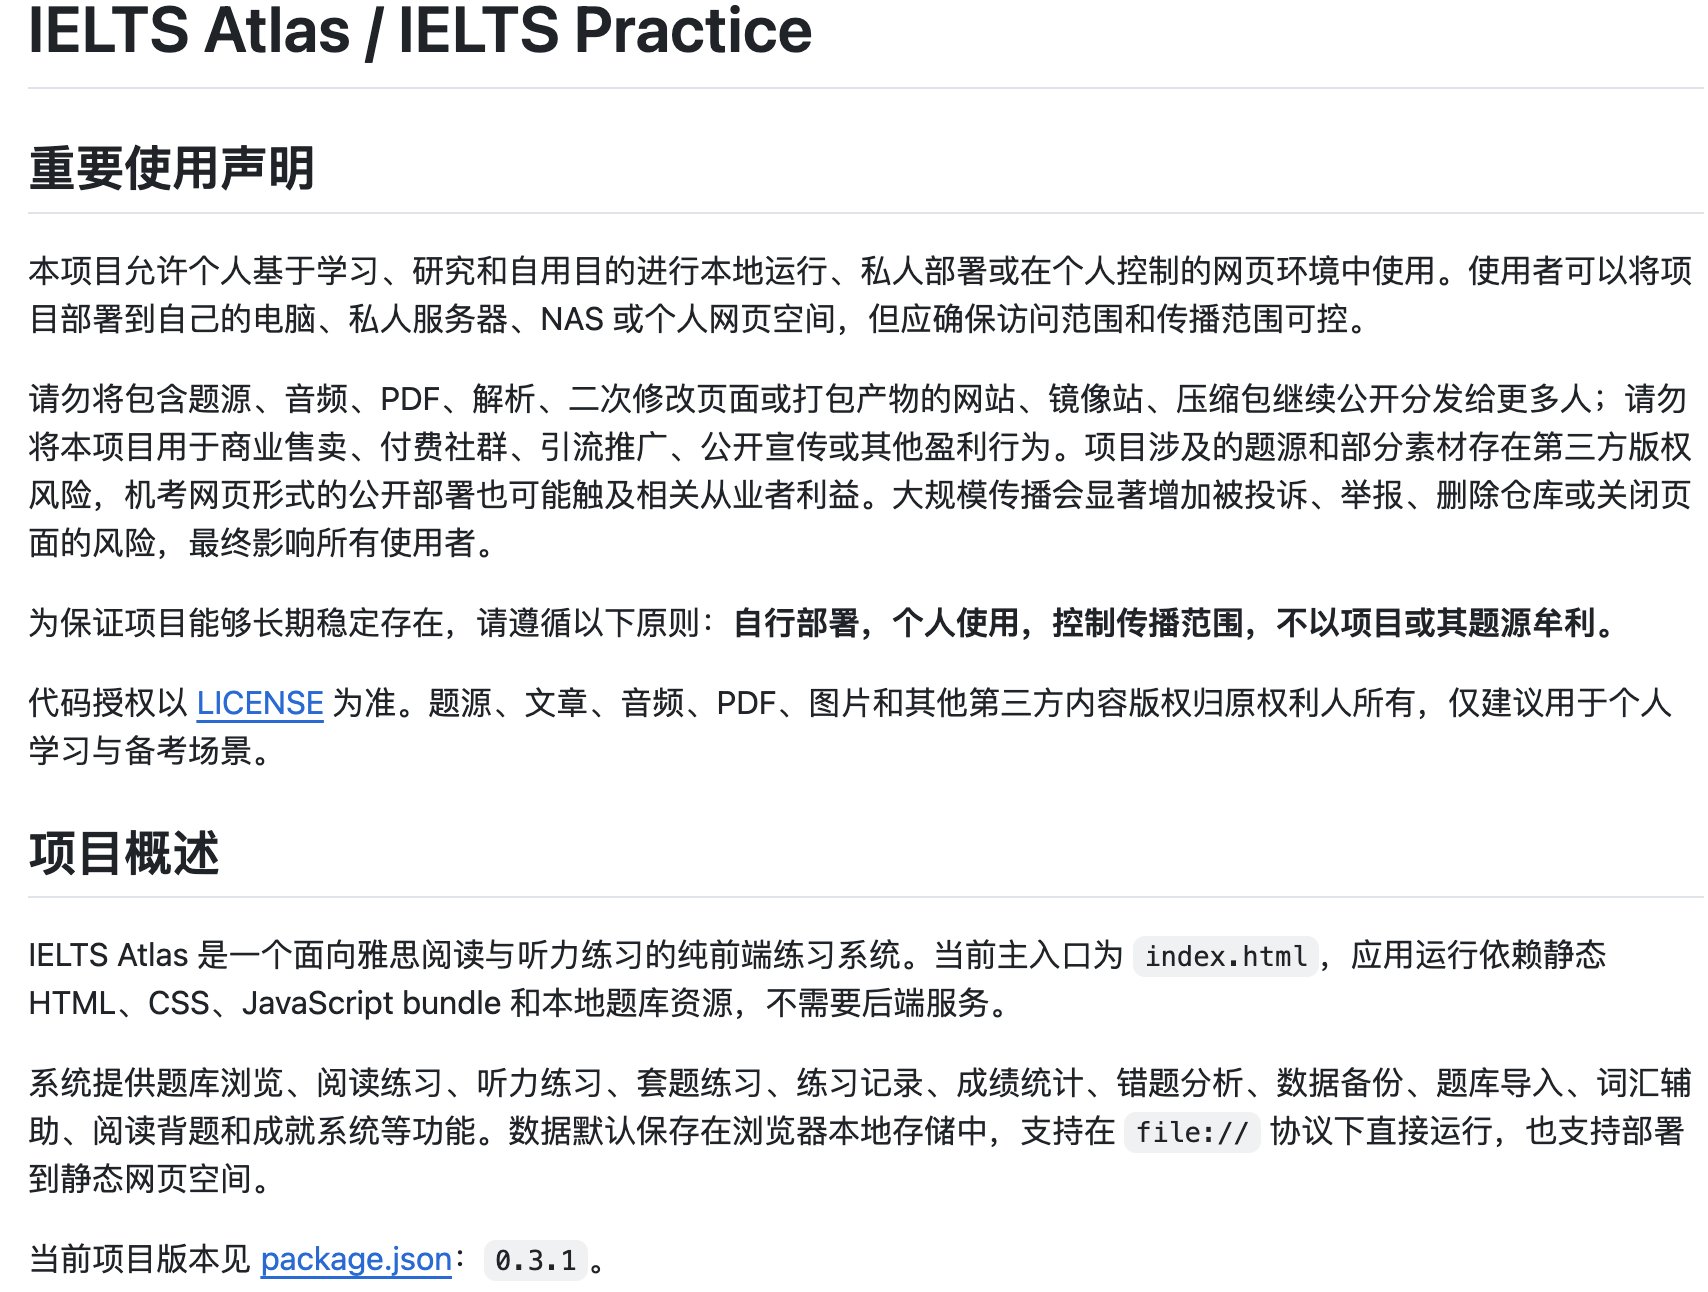 IELTS Atlas / IELTS Practice
重要使用声明
本项目允许个人基于学习、研究和自用目的进行本地运行、私人部署或在个人控制的网页环境中使用。使用者可以将项
目部署到自己的电脑、私人服务器、NAS 或个人网页空间，但应确保访问范围和传播范围可控。
请勿将包含题源、音频、PDF、解析、二次修改页面或打包产物的网站、镜像站、压缩包继续公开分发给更多人；请勿
将本项目用于商业售卖、付费社群、引流推广、公开宣传或其他盈利行为。项目涉及的题源和部分素材存在第三方版权
风险，机考网页形式的公开部署也可能触及相关从业者利益。大规模传播会显著增加被投诉、举报、删除仓库或关闭页
面的风险，最终影响所有使用者。
为保证项目能够长期稳定存在，请遵循以下原则：自行部署，个人使用，控制传播范围，不以项目或其题源牟利。
代码授权以 LICENSE 为准。题源、文章、音频、PDF、图片和其他第三方内容版权归原权利人所有，仅建议用于个人
学习与备考场景。
项目概述
IELTS Atlas 是一个面向雅思阅读与听力练习的纯前端练习系统。当前主入口为 index.html，应用运行依赖静态
HTML、CSS、JavaScript bundle 和本地题库资源，不需要后端服务。
系统提供题库浏览、阅读练习、听力练习、套题练习、练习记录、成绩统计、错题分析、数据备份、题库导入、词汇辅
助、阅读背题和成就系统等功能。数据默认保存在浏览器本地存储中，支持在 file:// 协议下直接运行，也支持部署
到静态网页空间。
当前项目版本见 package.json：0.3.1。